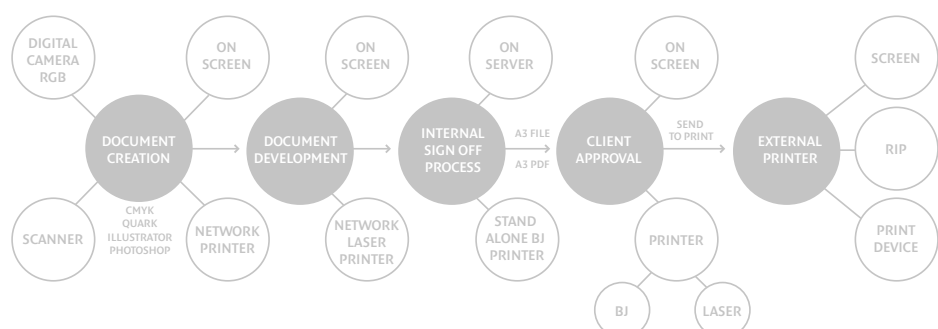 DIGITAL
CAMERA
RGB
ON
SCREEN
ON
SCREEN
ON
SERVER
ON
SCREEN
SCREEN
DOCUMENT
CREATION
DOCUMENT
DEVELOPMENT
INTERNAL
SIGN OFF
PROCESS
A3 FILE
A3 PDF
CLIENT
APPROVAL
SEND
TO PRINT
EXTERNAL
PRINTER
RIP
SCANNER
CMYK
QUARK
ILLUSTRATOR
PHOTOSHOP
NETWORK
PRINTER
NETWORK
LASER
PRINTER
STAND
ALONE BJ
PRINTER
PRINTER
PRINT
DEVICE
BJ
LASER